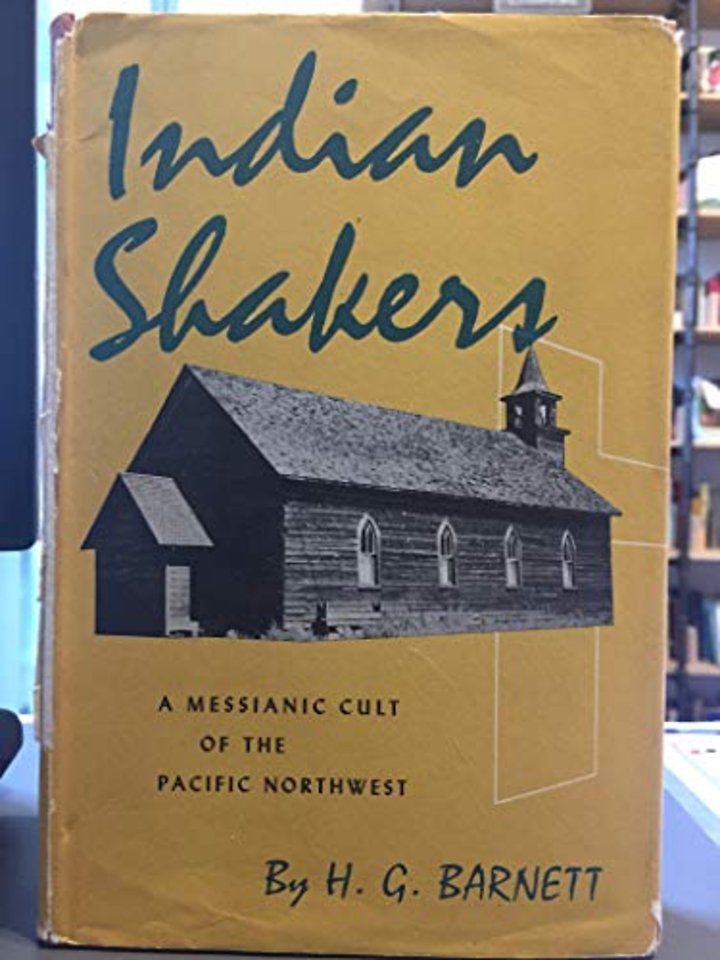 Indian
Shakers
A MESSIANIC CULT
OF THE
PACIFIC NORTHWEST
By H. G. BARNETT